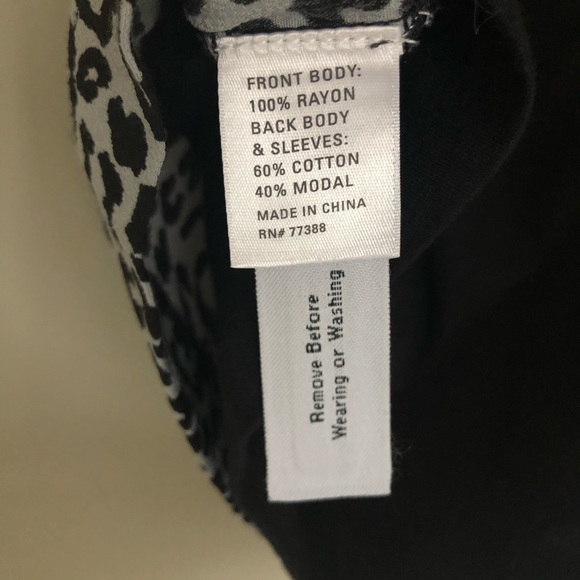 FRONT BODY:
100% RAYON
BACK BODY
& SLEEVES:
60% COTTON
40% MODAL
MADE IN CHINA
RN# 77388
Remove Before
Wearing or Washing